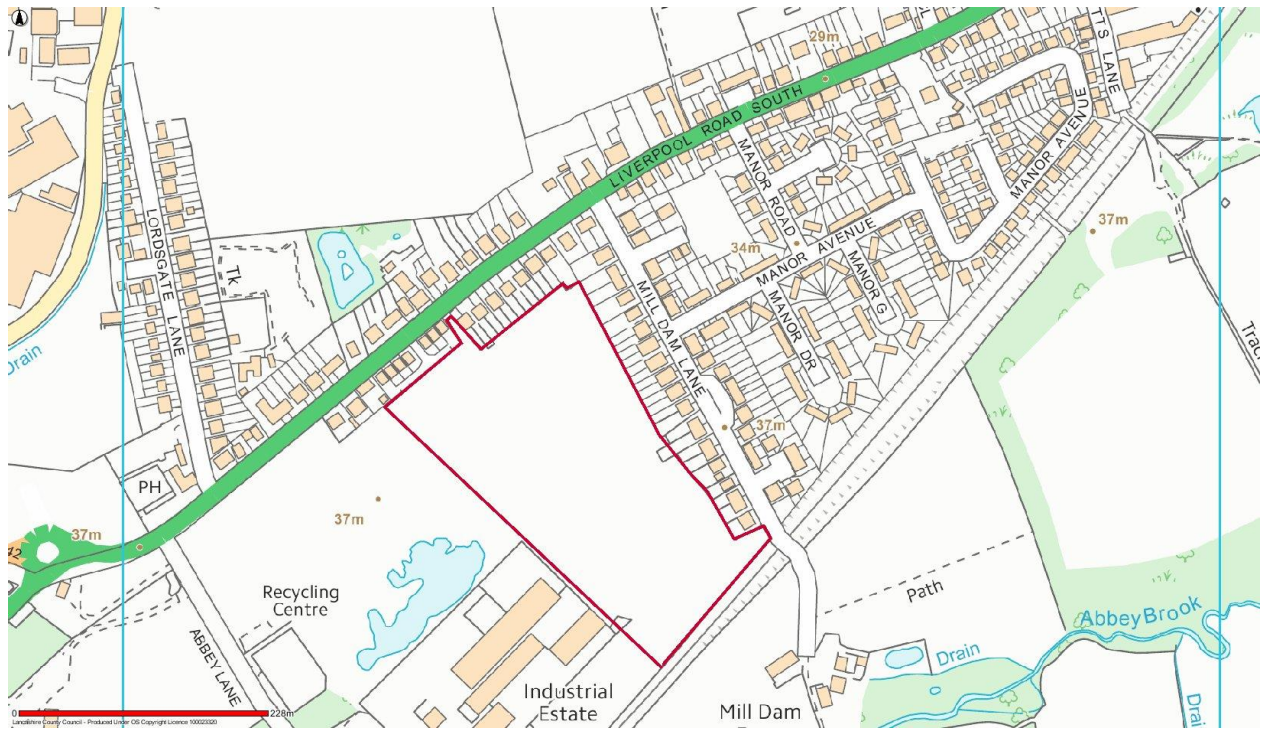 29m
LIVERPOOL ROAD SOUTH
MANOR AVENUE
MANOR ROAD
LORDSGATE LANE
Tk
37m
34m
MANOR AVENUE
MANOR G
MANOR DR
MILL DAM LANE
Drain
Track
37m
PH
37m
37m
Recycling
Centre
ABBEY LANE
Path
Abbey Brook
Drain
Industrial
Estate
Mill Dam
Drai
0
228m
Lancashire County Council - Produced Under OS Copyright Licence 100023320